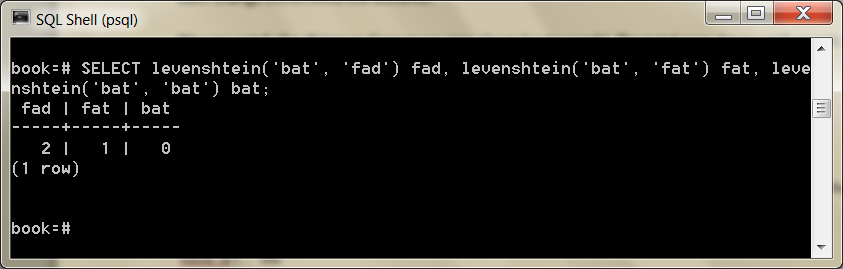 SQL Shell (psql)
book=# SELECT levenshtein('bat', 'fad') fad, levenshtein('bat', 'fat') fat, leve
nshtein('bat', 'bat') bat;
 fad | fat | bat
-----+-----+-----
   2 |   1 |   0
(1 row)
book=#